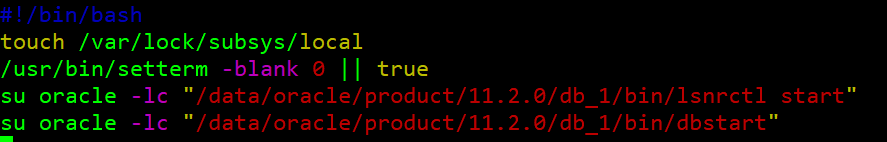 #!/bin/bash
touch /var/lock/subsys/local
/usr/bin/setterm -blank 0 || true
su oracle -lc "/data/oracle/product/11.2.0/db_1/bin/lsnrctl start"
su oracle -lc "/data/oracle/product/11.2.0/db_1/bin/dbstart"